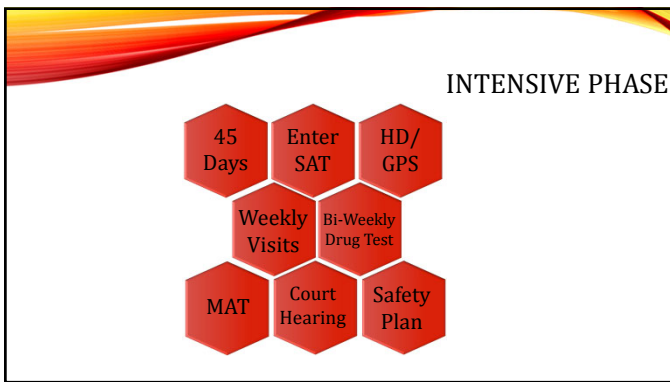 INTENSIVE PHASE
45
Days
Enter
SAT
HD/
GPS
Weekly
Visits
Bi-Weekly
Drug Test
MAT
Court
Hearing
Safety
Plan